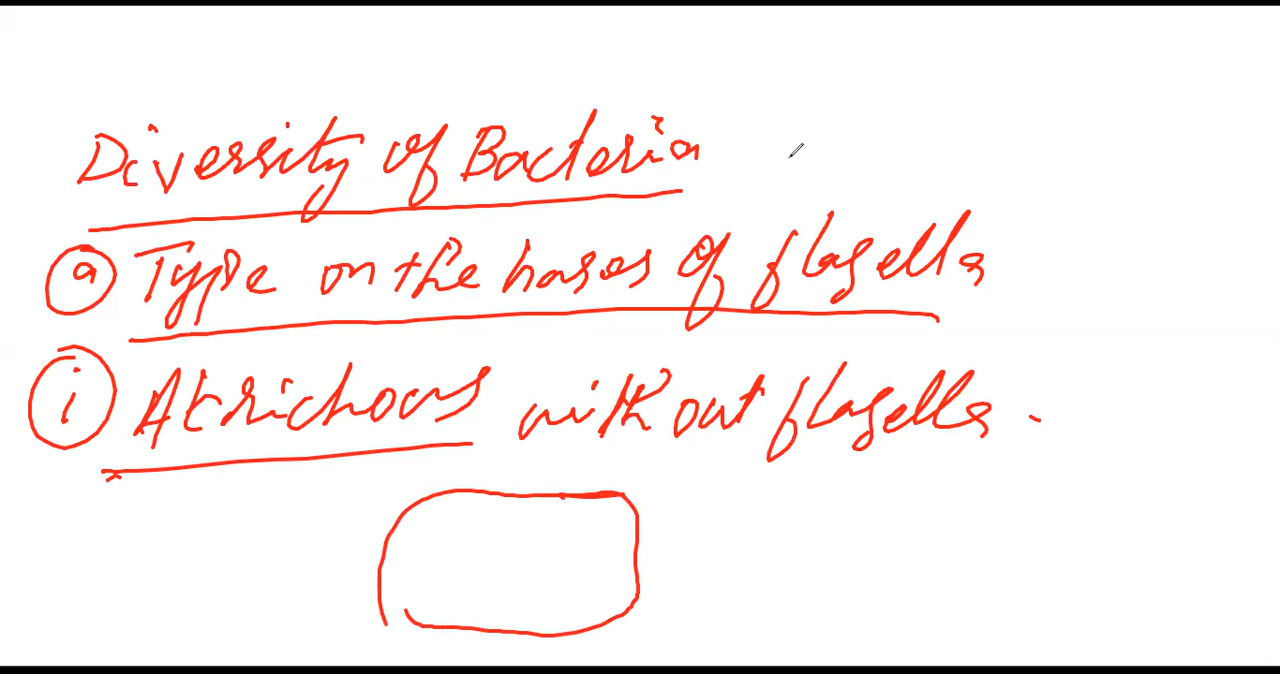 Diversity of Bacteria
a Type on the bases of flagella
i Atrichous without flagella.